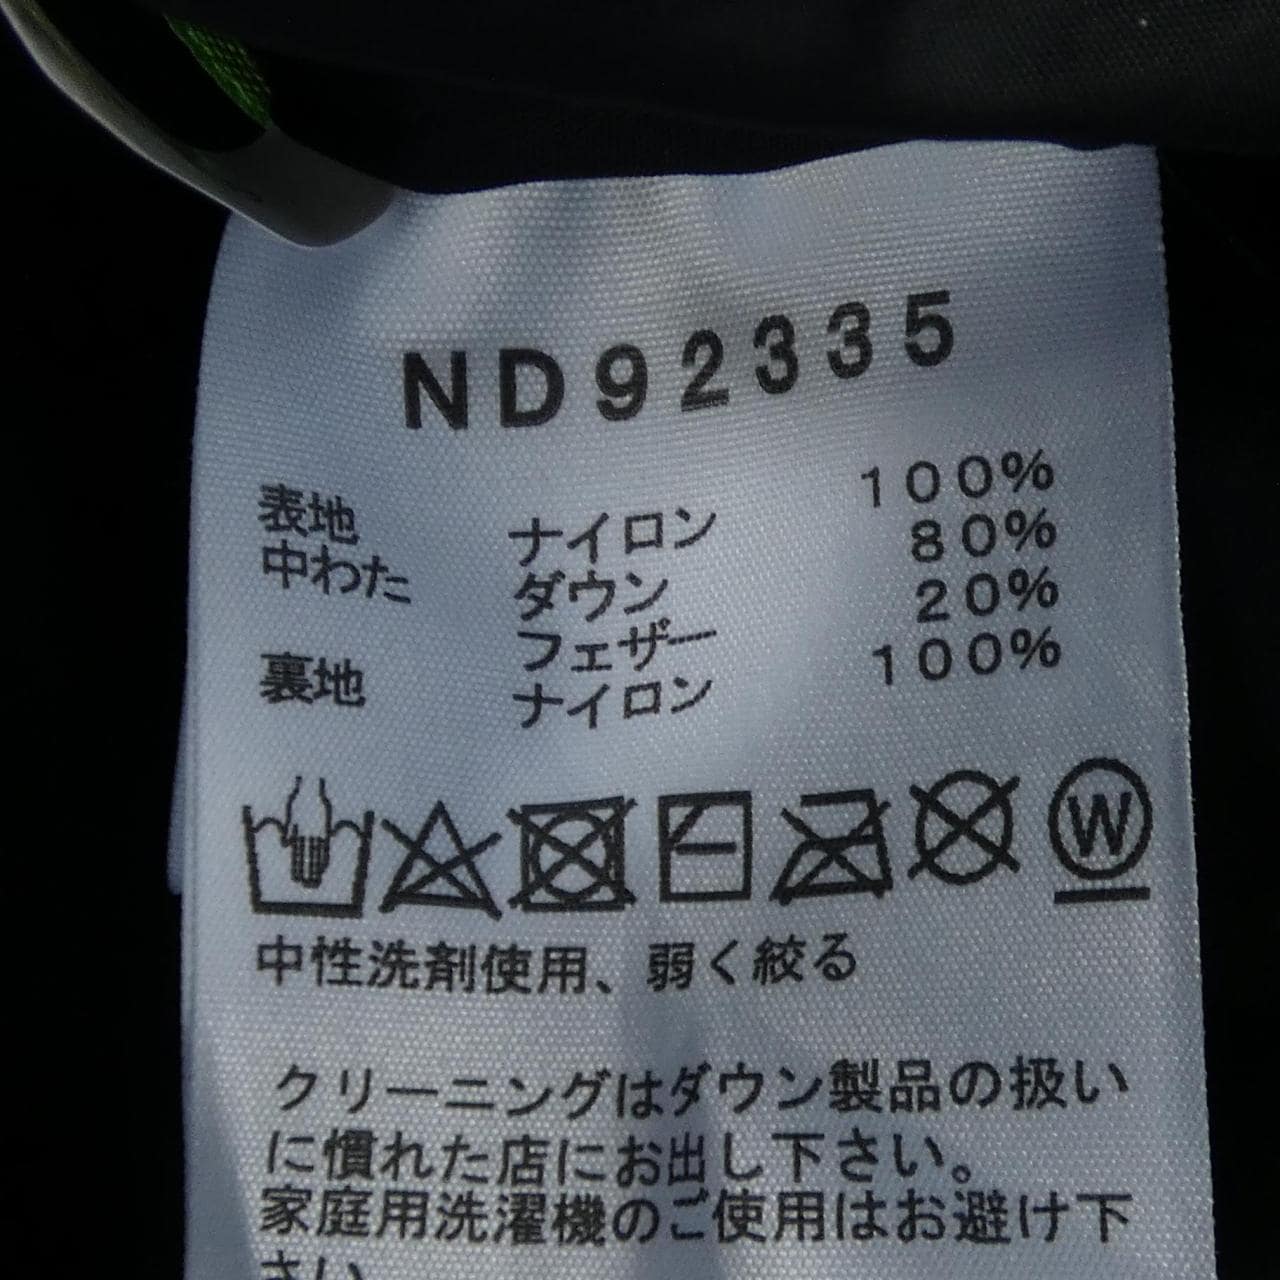 ND92335
表地 ナイロン 100%
中わた ダウン 80%
フェザー 20%
裏地 ナイロン 100%
W
中性洗剤使用、弱く絞る
クリーニングはダウン製品の扱い
に慣れた店にお出し下さい。
家庭用洗濯機のご使用はお避け下
さい